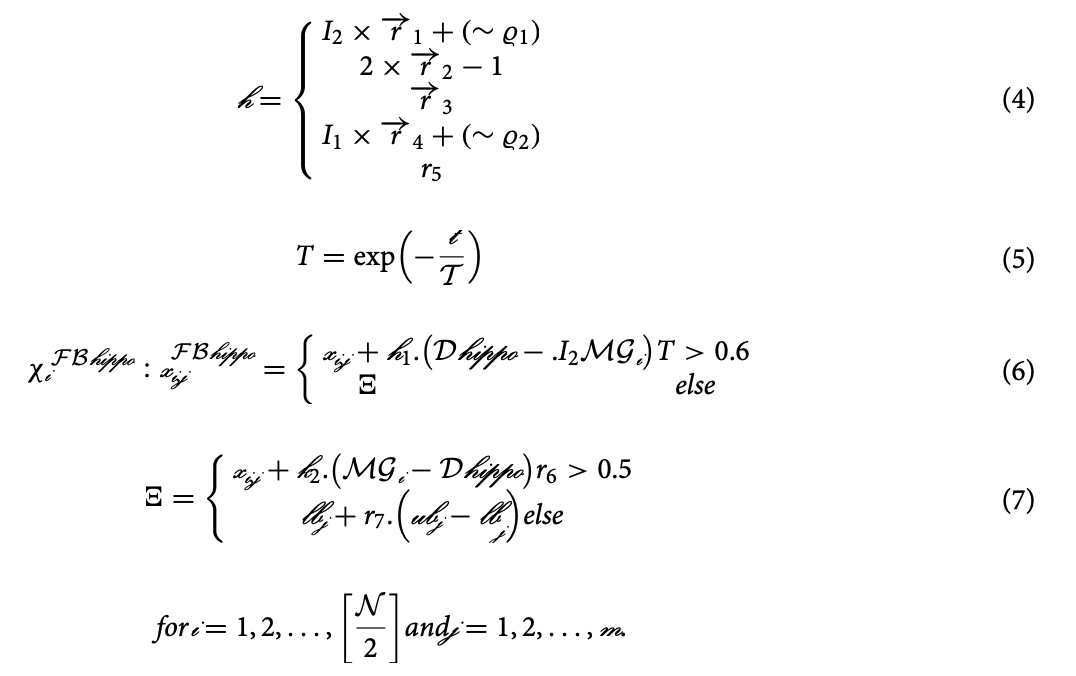 𝒽 = { I₂ × r⃗₁ + (∼ ϱ₁)
2 × r⃗₂ − 1
r⃗₃
I₁ × r⃗₄ + (∼ ϱ₂)
r₅ (4)
T = exp(−𝓉/𝒯) (5)
χᵢ^ℱℬ𝒽𝒾𝓅𝓅ℴ : 𝓍ᵢⱼ^ℱℬ𝒽𝒾𝓅𝓅ℴ = { 𝓍ᵢⱼ + 𝒽₁.(𝒟𝒽𝒾𝓅𝓅ℴ − .I₂ℳ𝒢ᵢ) T > 0.6
Ξ else (6)
Ξ = { 𝓍ᵢⱼ + 𝒽₂.(ℳ𝒢ᵢ − 𝒟𝒽𝒾𝓅𝓅ℴ) r₆ > 0.5
𝓁𝒷ⱼ + r₇.(𝓊𝒷ⱼ − 𝓁𝒷ⱼ) else (7)
for 𝒾 = 1, 2, . . . , [𝒩/2] and 𝒿 = 1, 2, . . . , 𝓂.